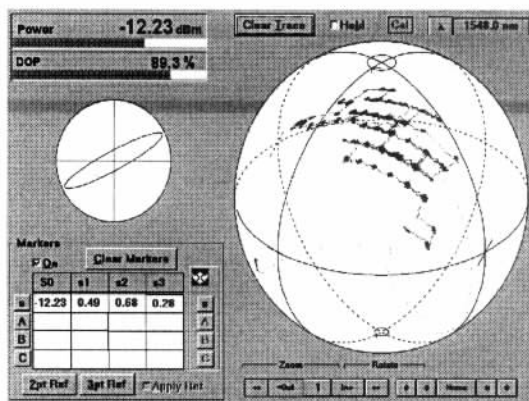 Power -12.23 dBm
DOP 89.3 %
Clear Trace Hold Cal λ 1548.0 nm
Markers
On Clear Markers
S0 s1 s2 s3
s -12.23 0.49 0.68 0.28 s
A A
B B
C C
2pt Ref 3pt Ref Apply Ref
Zoom Rotate
<Out 1 In> Home